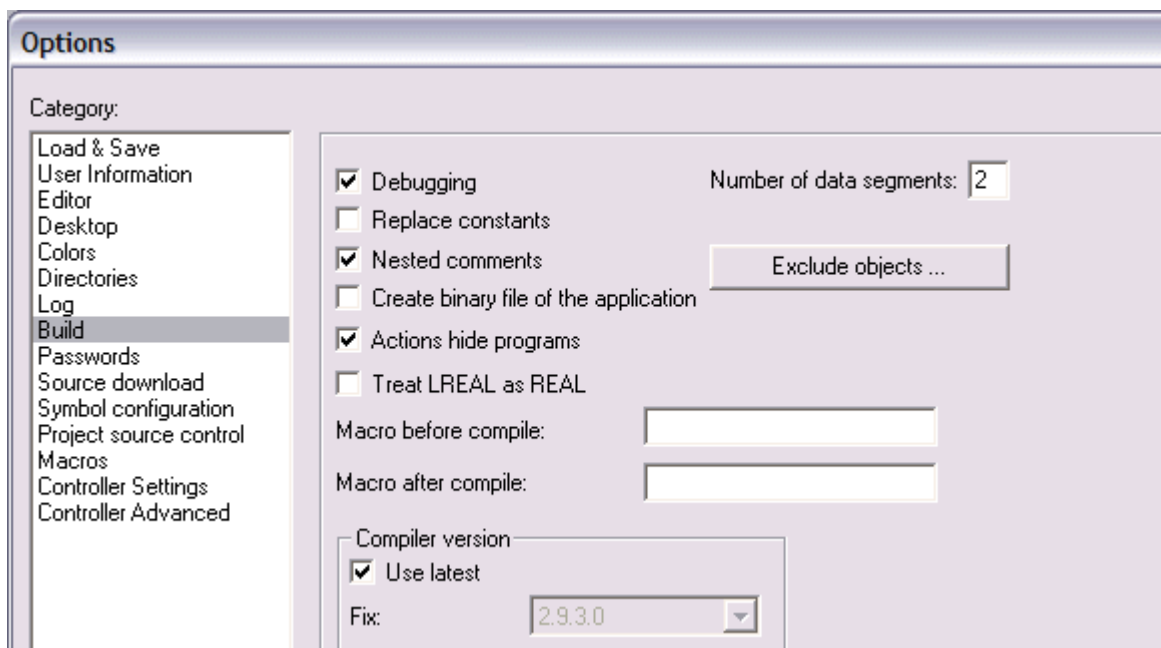 Options
Category:
Load & Save
User Information
Editor
Desktop
Colors
Directories
Log
Build
Passwords
Source download
Symbol configuration
Project source control
Macros
Controller Settings
Controller Advanced
Debugging
Number of data segments: 2
Replace constants
Nested comments
Exclude objects ...
Create binary file of the application
Actions hide programs
Treat LREAL as REAL
Macro before compile:
Macro after compile:
Compiler version
Use latest
Fix: 2.9.3.0